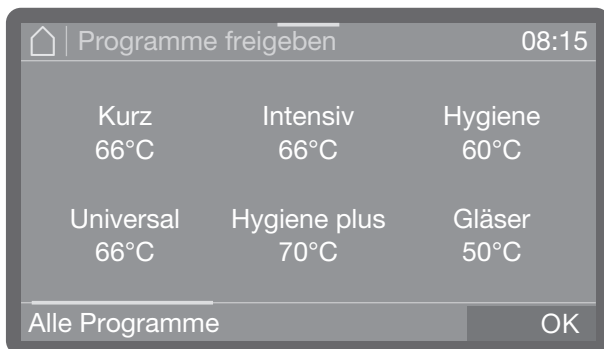 Programme freigeben 08:15
Kurz Intensiv Hygiene
66°C 66°C 60°C
Universal Hygiene plus Gläser
66°C 70°C 50°C
Alle Programme OK